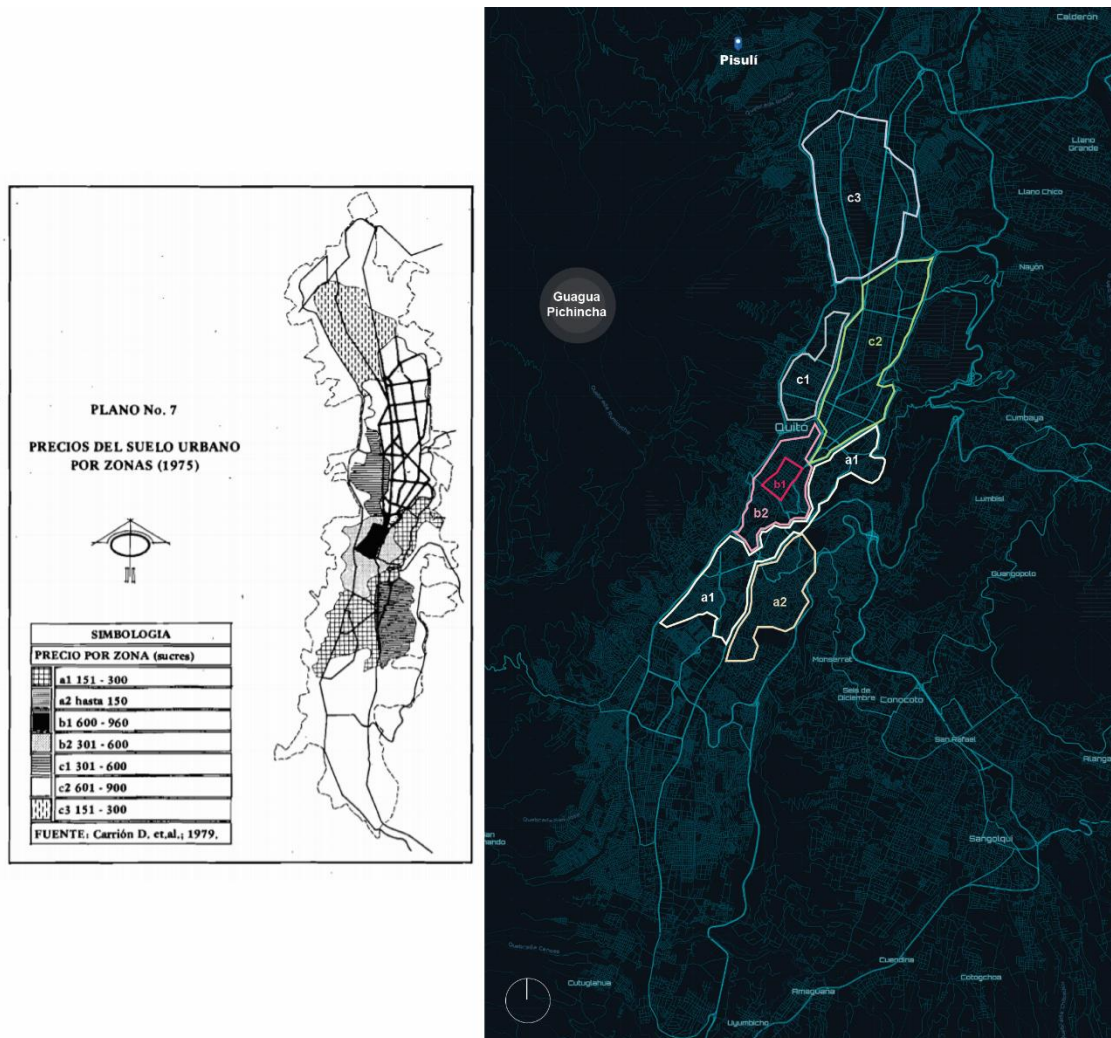 PLANO No. 7
PRECIOS DEL SUELO URBANO
POR ZONAS (1975)
SIMBOLOGIA
PRECIO POR ZONA (sucres)
a1 151 - 300
a2 hasta 150
b1 600 - 960
b2 301 - 600
c1 301 - 600
c2 601 - 900
c3 151 - 300
FUENTE: Carrión D. et,al.; 1979.
Calderón
Pisulí
Llano
Grande
Llano Chico
c3
Nayón
Guagua
Pichincha
c2
c1
Cumbaya
Quito
a1
b1
Lumbisí
b2
Guangopolo
a1
a2
Monserrat
Seis de
Diciembre
Conocoto
San Rafael
Alanga
Sangolquí
Cuendina
Cotogchoa
Cutuglahua
Amaguaña
Uyumbicho